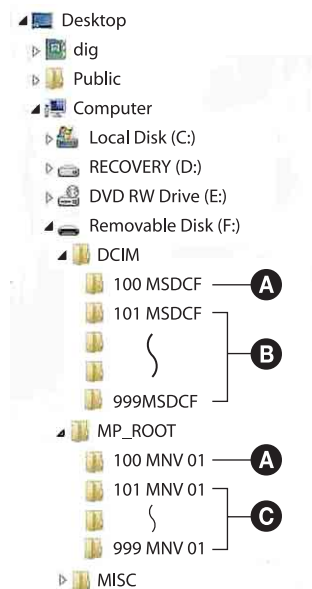 Desktop
dig
Public
Computer
Local Disk (C:)
RECOVERY (D:)
DVD RW Drive (E:)
Removable Disk (F:)
DCIM
100 MSDCF A
101 MSDCF
B
999MSDCF
MP_ROOT
100 MNV 01 A
101 MNV 01
C
999 MNV 01
MISC